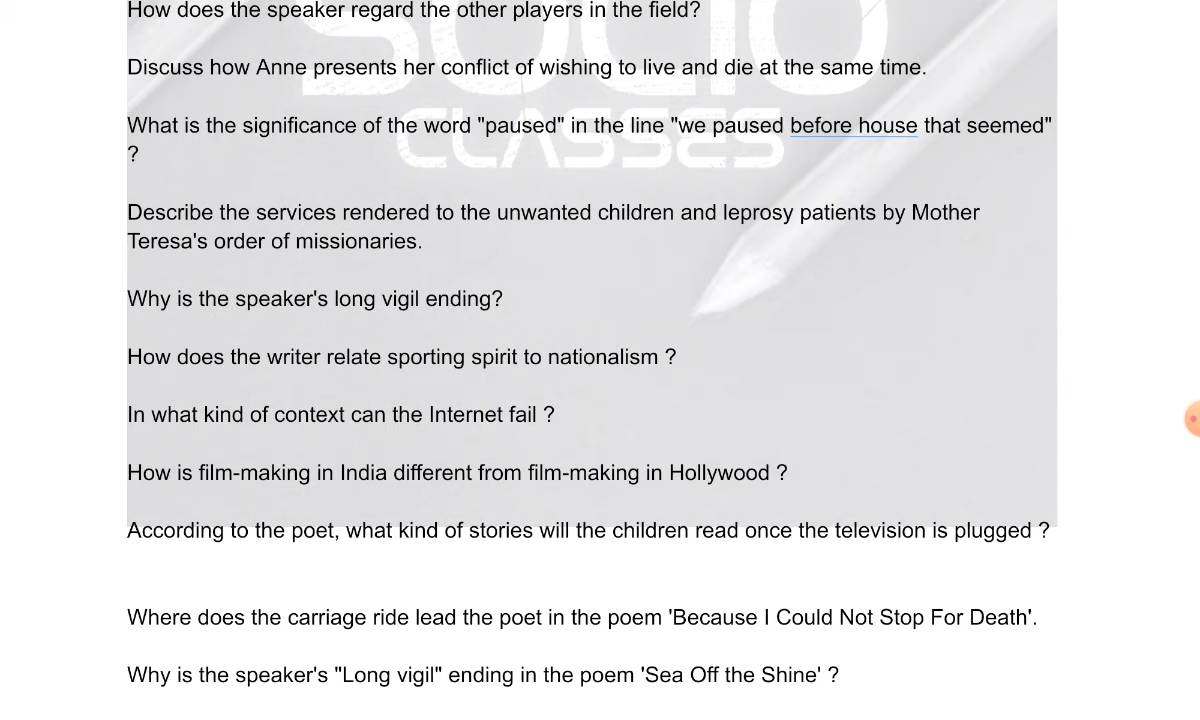 How does the speaker regard the other players in the field?
SOCIO
CLASSES
Discuss how Anne presents her conflict of wishing to live and die at the same time.
What is the significance of the word "paused" in the line "we paused before house that seemed"
?
Describe the services rendered to the unwanted children and leprosy patients by Mother
Teresa's order of missionaries.
Why is the speaker's long vigil ending?
How does the writer relate sporting spirit to nationalism ?
In what kind of context can the Internet fail ?
How is film-making in India different from film-making in Hollywood ?
According to the poet, what kind of stories will the children read once the television is plugged ?
Where does the carriage ride lead the poet in the poem 'Because I Could Not Stop For Death'.
Why is the speaker's "Long vigil" ending in the poem 'Sea Off the Shine' ?